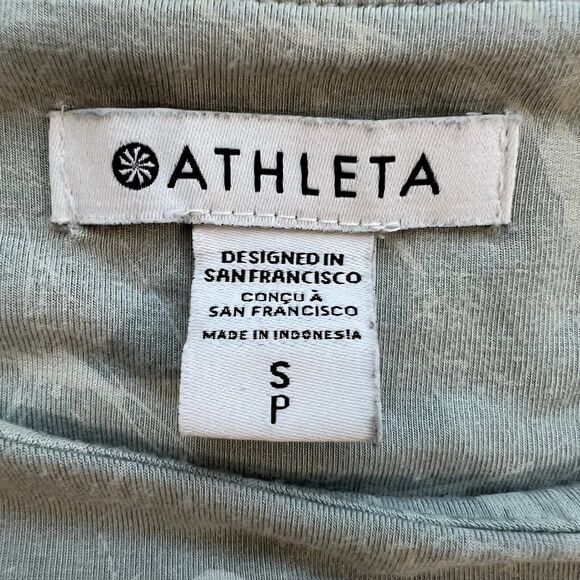 ATHLETA
DESIGNED IN
SAN FRANCISCO
CONÇU À
SAN FRANCISCO
MADE IN INDONESIA
S
P